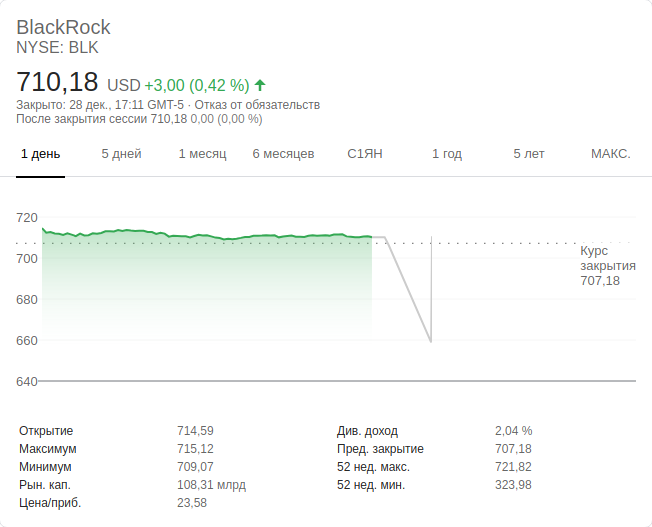 BlackRock
NYSE: BLK
710,18 USD +3,00 (0,42 %)
Закрыто: 28 дек., 17:11 GMT-5 · Отказ от обязательств
После закрытия сессии 710,18 0,00 (0,00 %)
1 день 5 дней 1 месяц 6 месяцев С1ЯН 1 год 5 лет МАКС.
720
700
680
660
640
Курс
закрытия
707,18
Открытие 714,59 Див. доход 2,04 %
Максимум 715,12 Пред. закрытие 707,18
Минимум 709,07 52 нед. макс. 721,82
Рын. кап. 108,31 млрд 52 нед. мин. 323,98
Цена/приб. 23,58